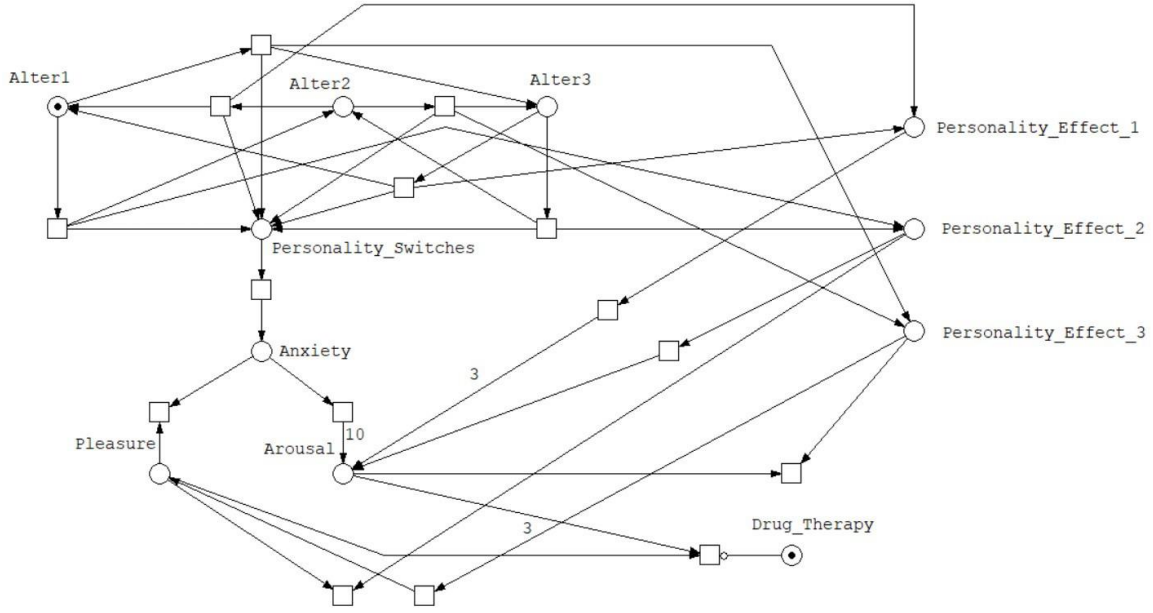 Alter1
Alter2
Alter3
Personality_Effect_1
Personality_Effect_2
Personality_Switches
Personality_Effect_3
Anxiety
3
10
Pleasure
Arousal
3
Drug_Therapy